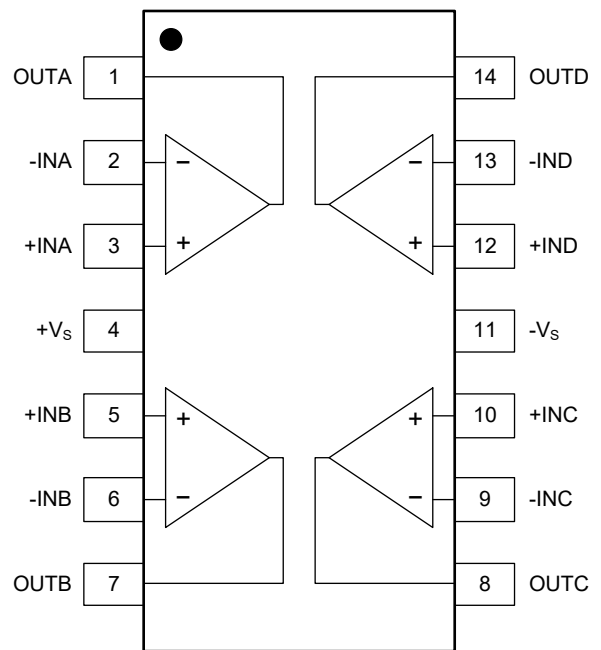 OUTA 1 14 OUTD
-INA 2 − − 13 -IND
+INA 3 + + 12 +IND
+VS 4 11 -VS
+INB 5 + + 10 +INC
-INB 6 − − 9 -INC
OUTB 7 8 OUTC